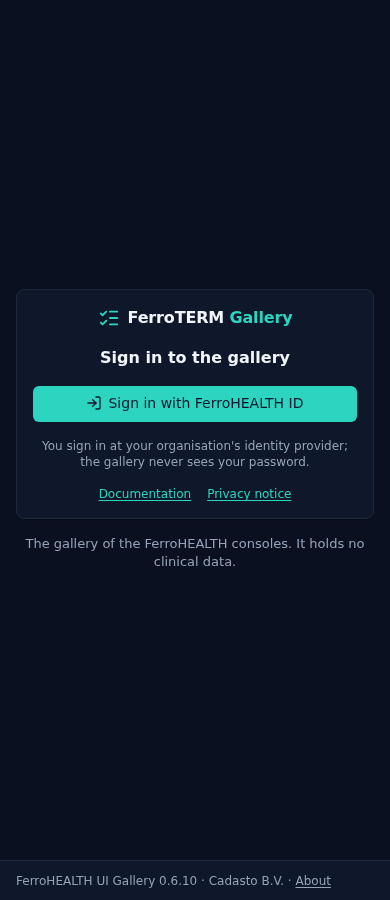 FerroTERM Gallery
Sign in to the gallery
Sign in with FerroHEALTH ID
You sign in at your organisation's identity provider;
the gallery never sees your password.
Documentation Privacy notice
The gallery of the FerroHEALTH consoles. It holds no
clinical data.
FerroHEALTH UI Gallery 0.6.10 · Cadasto B.V. · About